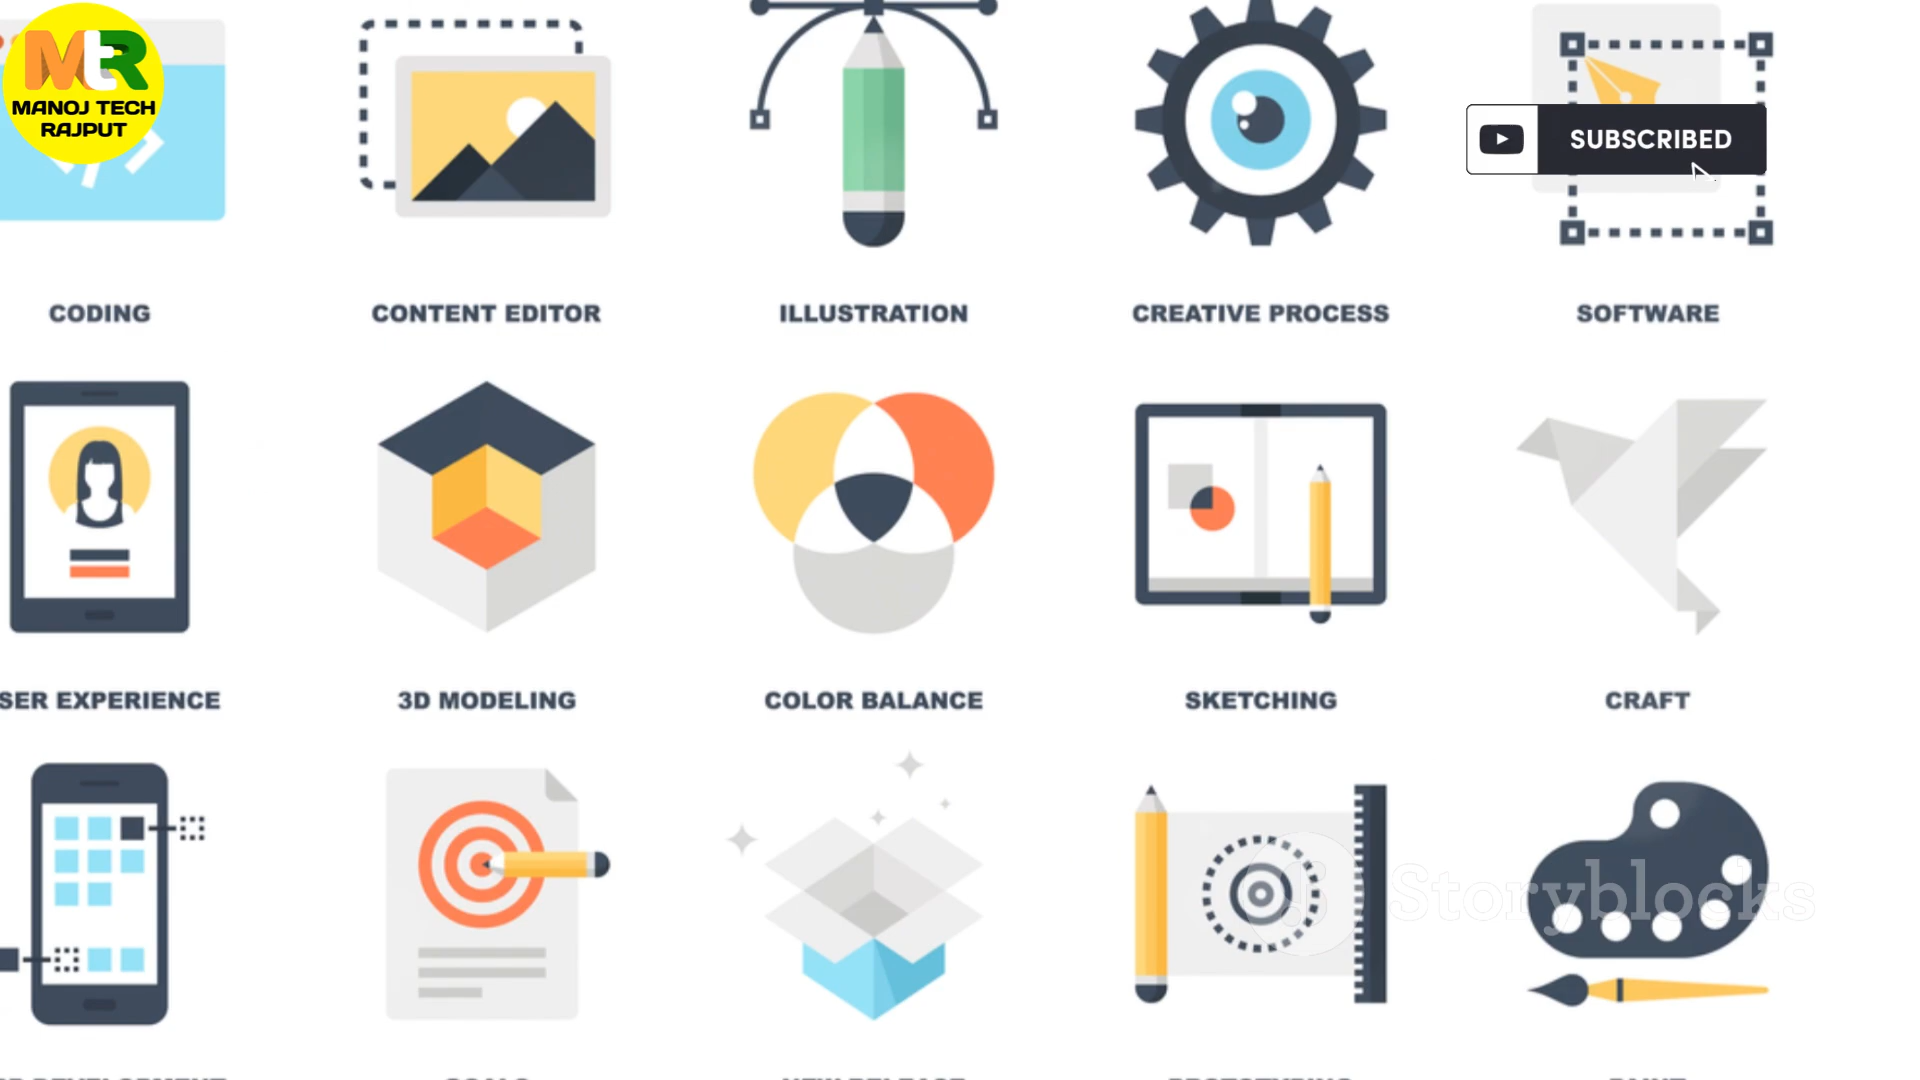 MtR
MANOJ TECH
RAJPUT
SUBSCRIBED
CODING
CONTENT EDITOR
ILLUSTRATION
CREATIVE PROCESS
SOFTWARE
SER EXPERIENCE
3D MODELING
COLOR BALANCE
SKETCHING
CRAFT
Storyblocks